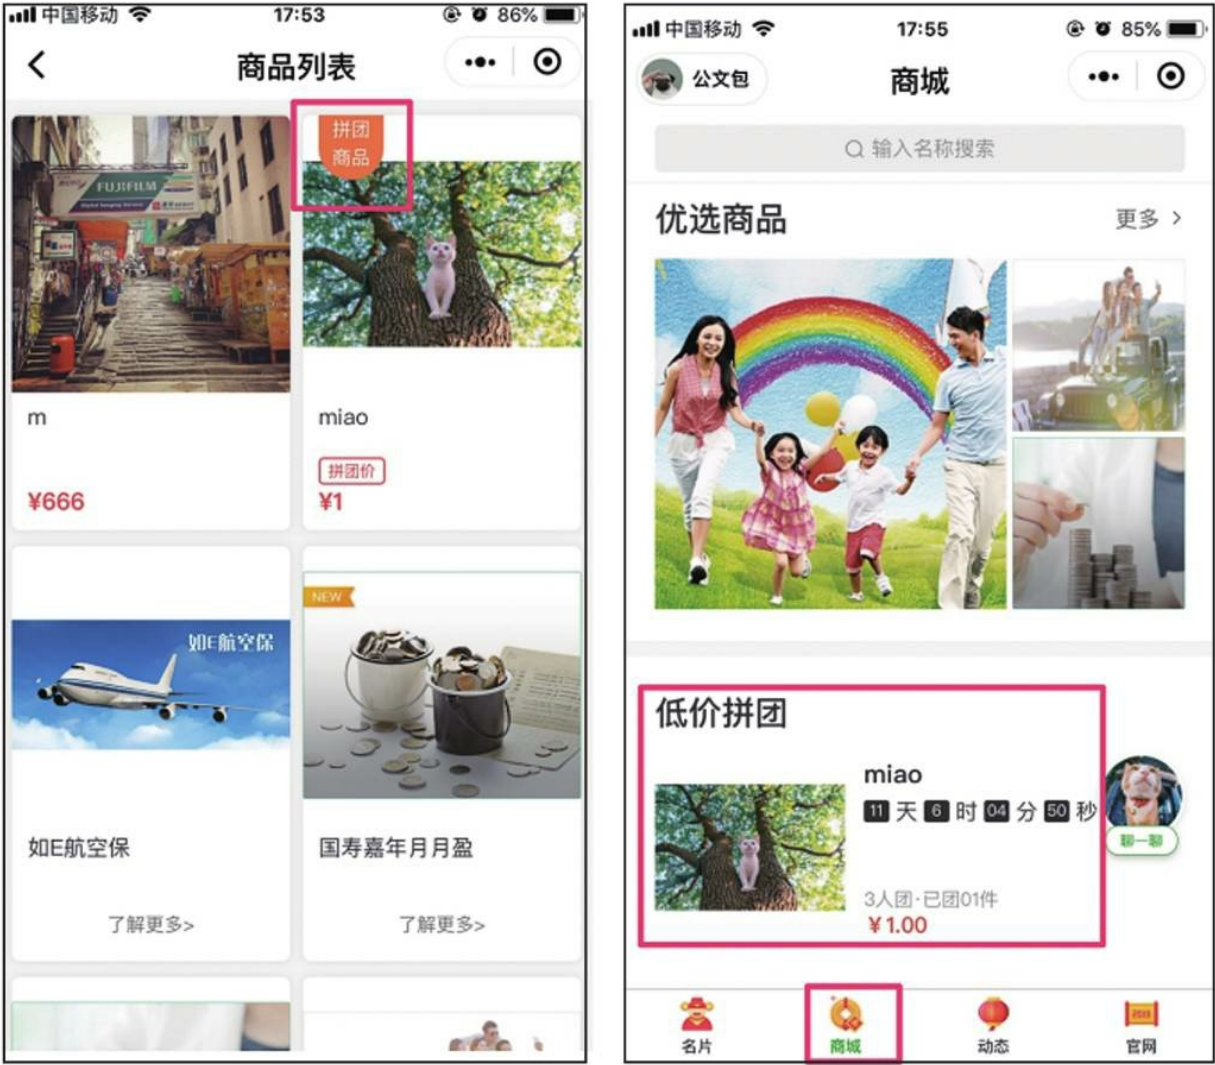 中国移动
17:53
86%
商品列表
拼团
商品
FUJIFILM
Digital Imaging Service
m
¥666
miao
拼团价
¥1
如E航空保
如E航空保
了解更多>
NEW
国寿嘉年月月盈
了解更多>
中国移动
17:55
85%
公文包
商城
输入名称搜索
优选商品
更多 >
低价拼团
miao
11 天 6 时 04 分 50 秒
3人团·已团01件
¥1.00
聊一聊
名片
商城
动态
官网